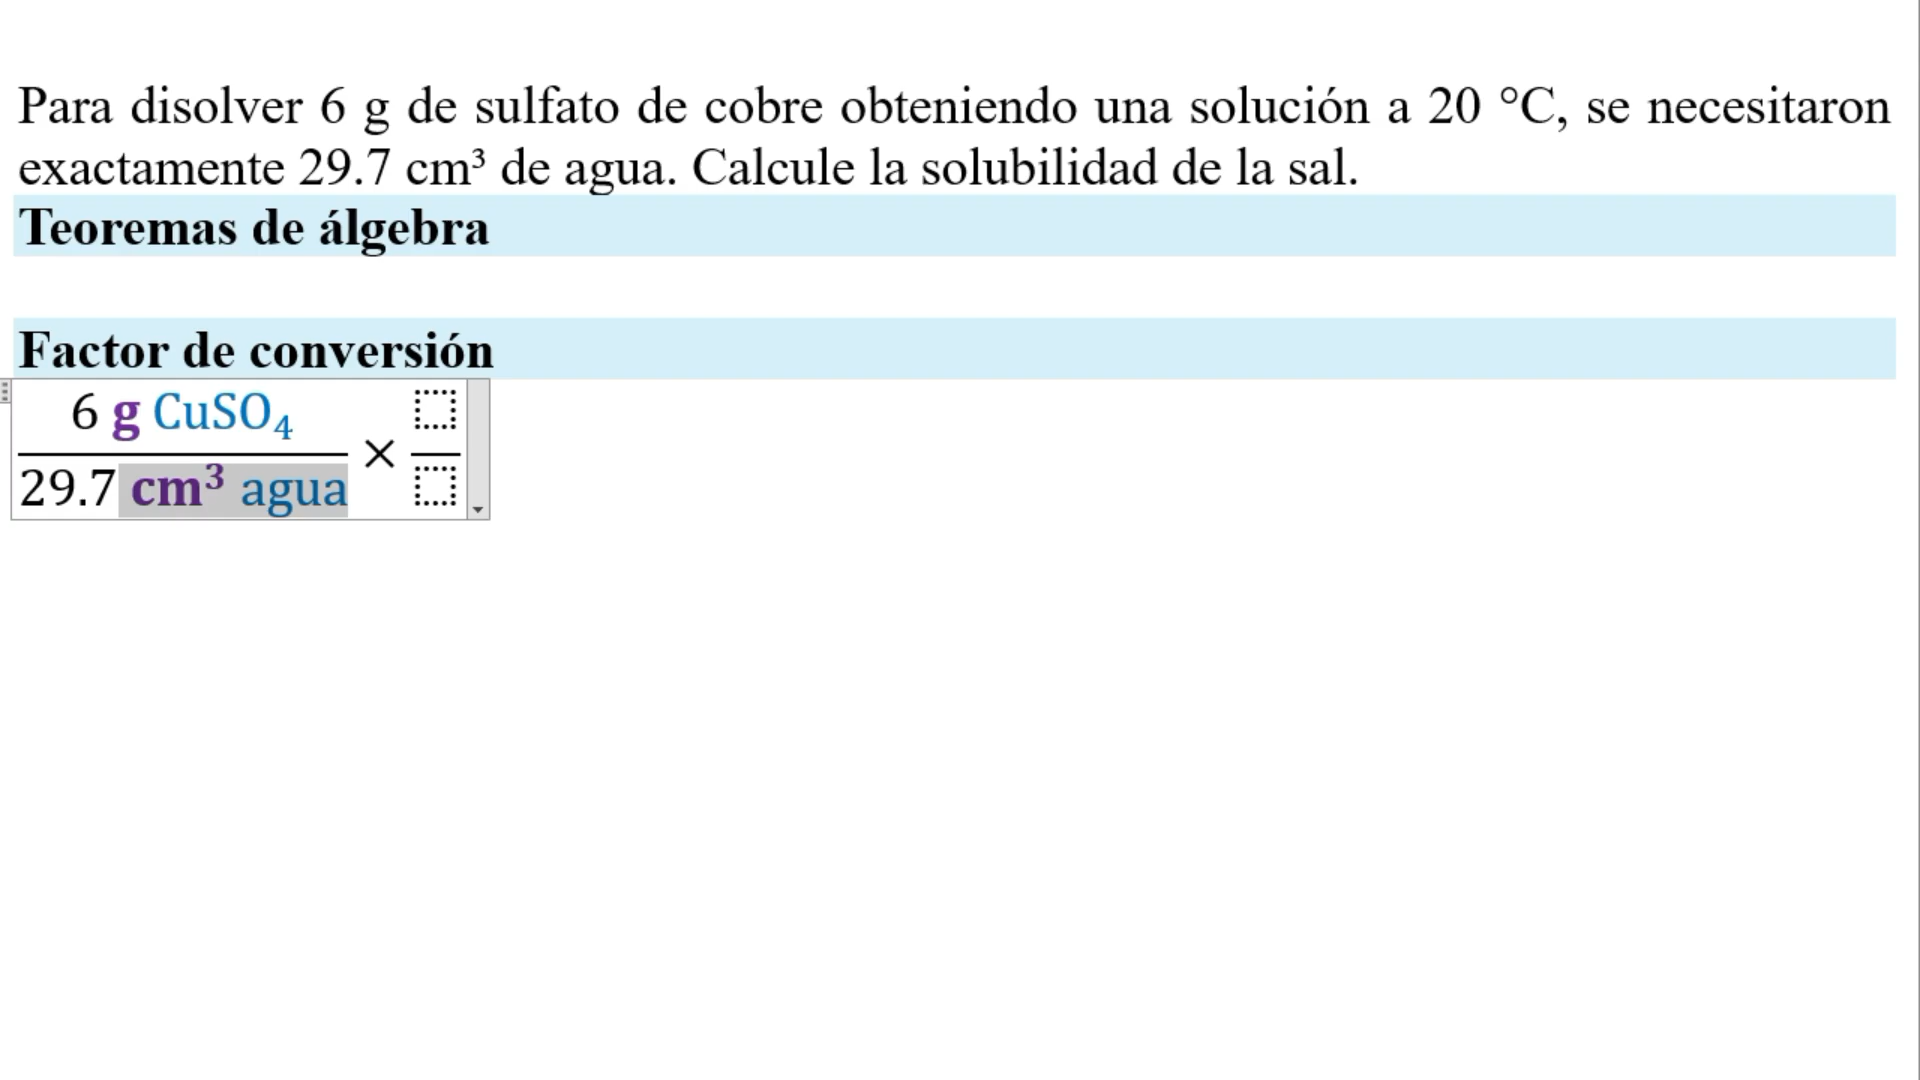 Para disolver 6 g de sulfato de cobre obteniendo una solución a 20 °C, se necesitaron
exactamente 29.7 cm³ de agua. Calcule la solubilidad de la sal.
Teoremas de álgebra
Factor de conversión
6 g CuSO₄
×
29.7 cm³ agua